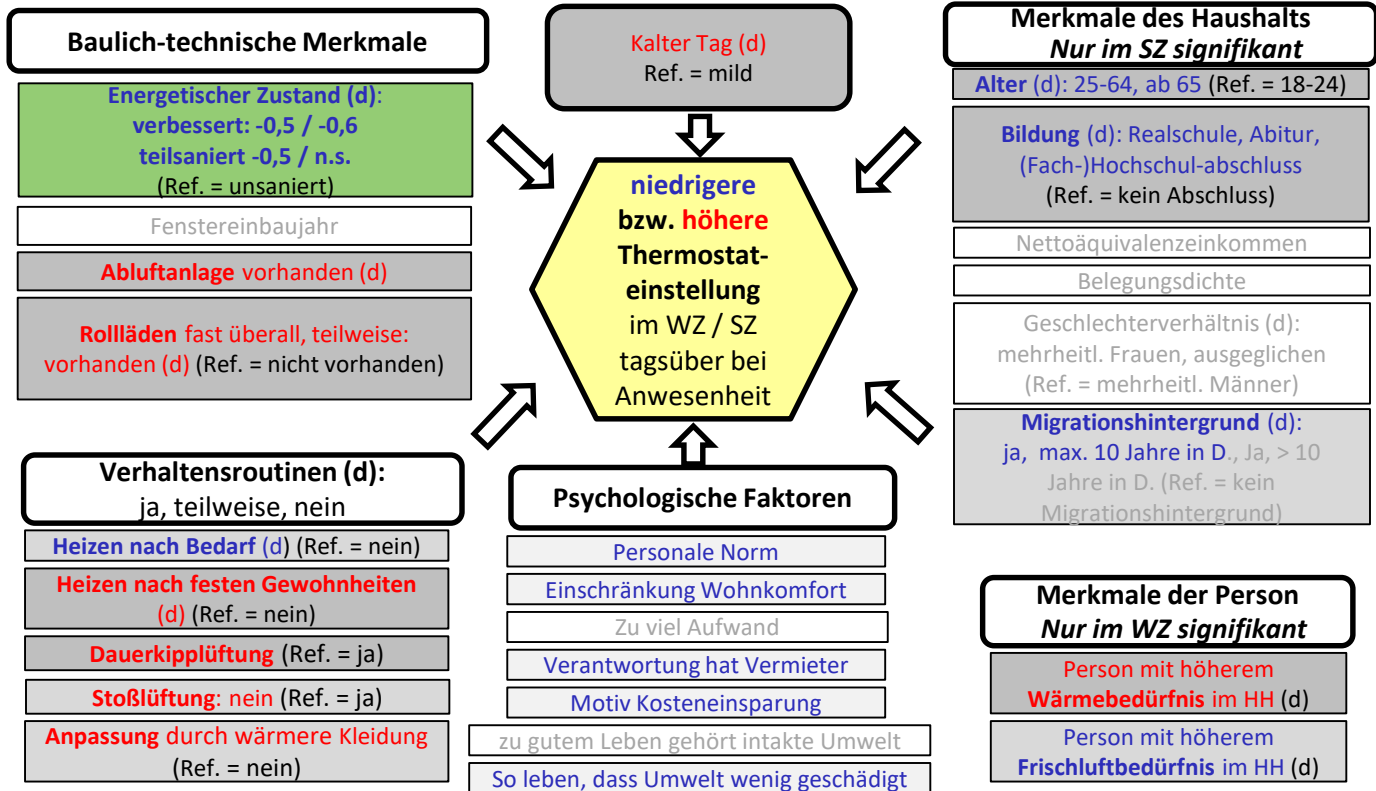 Baulich-technische Merkmale
Energetischer Zustand (d):
verbessert: -0,5 / -0,6
teilsaniert -0,5 / n.s.
(Ref. = unsaniert)
Fenstereinbaujahr
Abluftanlage vorhanden (d)
Rollläden fast überall, teilweise:
vorhanden (d) (Ref. = nicht vorhanden)
Kalter Tag (d)
Ref. = mild
niedrigere
bzw. höhere
Thermostat-
einstellung
im WZ / SZ
tagsüber bei
Anwesenheit
Merkmale des Haushalts
Nur im SZ signifikant
Alter (d): 25-64, ab 65 (Ref. = 18-24)
Bildung (d): Realschule, Abitur,
(Fach-)Hochschul-abschluss
(Ref. = kein Abschluss)
Nettoäquivalenzeinkommen
Belegungsdichte
Geschlechterverhältnis (d):
mehrheitl. Frauen, ausgeglichen
(Ref. = mehrheitl. Männer)
Migrationshintergrund (d):
ja, max. 10 Jahre in D., Ja, > 10
Jahre in D. (Ref. = kein
Migrationshintergrund)
Verhaltensroutinen (d):
ja, teilweise, nein
Heizen nach Bedarf (d) (Ref. = nein)
Heizen nach festen Gewohnheiten
(d) (Ref. = nein)
Dauerkipplüftung (Ref. = ja)
Stoßlüftung: nein (Ref. = ja)
Anpassung durch wärmere Kleidung
(Ref. = nein)
Psychologische Faktoren
Personale Norm
Einschränkung Wohnkomfort
Zu viel Aufwand
Verantwortung hat Vermieter
Motiv Kosteneinsparung
zu gutem Leben gehört intakte Umwelt
So leben, dass Umwelt wenig geschädigt
Merkmale der Person
Nur im WZ signifikant
Person mit höherem
Wärmebedürfnis im HH (d)
Person mit höherem
Frischluftbedürfnis im HH (d)